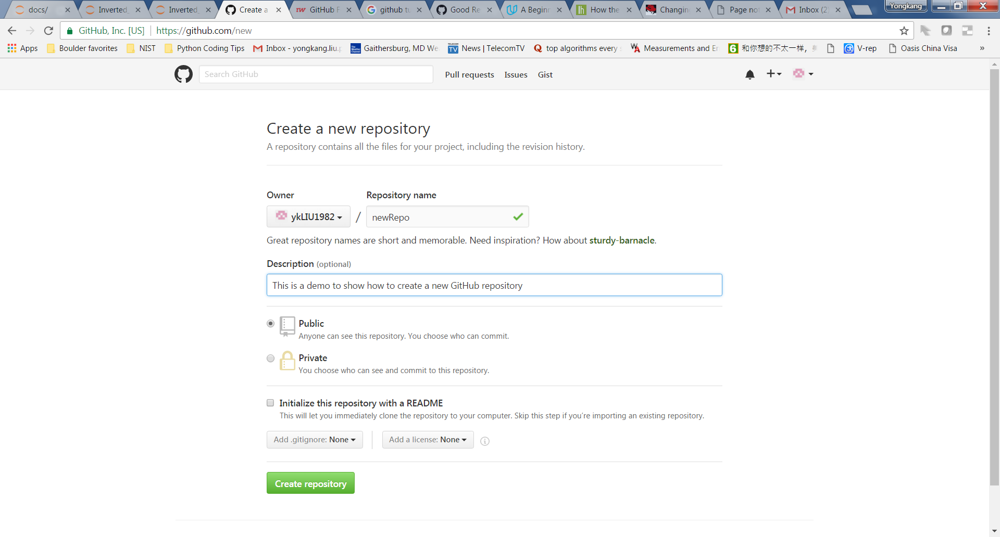 docs/ Inverted_ Inverted_ Create a GitHub F github tu Good Re A Beginn How the Changin Page not Inbox (2) Yongkang
GitHub, Inc. [US] https://github.com/new
Apps Boulder favorites NIST Python Coding Tips Inbox - yongkang.liu.p Gaithersburg, MD We News | TelecomTV top algorithms every Measurements and Er 和你想的不太一样， V-rep Oasis China Visa »
Search GitHub Pull requests Issues Gist
Create a new repository
A repository contains all the files for your project, including the revision history.
Owner Repository name
ykLIU1982 / newRepo
Great repository names are short and memorable. Need inspiration? How about sturdy-barnacle.
Description (optional)
This is a demo to show how to create a new GitHub repository
Public
Anyone can see this repository. You choose who can commit.
Private
You choose who can see and commit to this repository.
Initialize this repository with a README
This will let you immediately clone the repository to your computer. Skip this step if you’re importing an existing repository.
Add .gitignore: None Add a license: None
Create repository